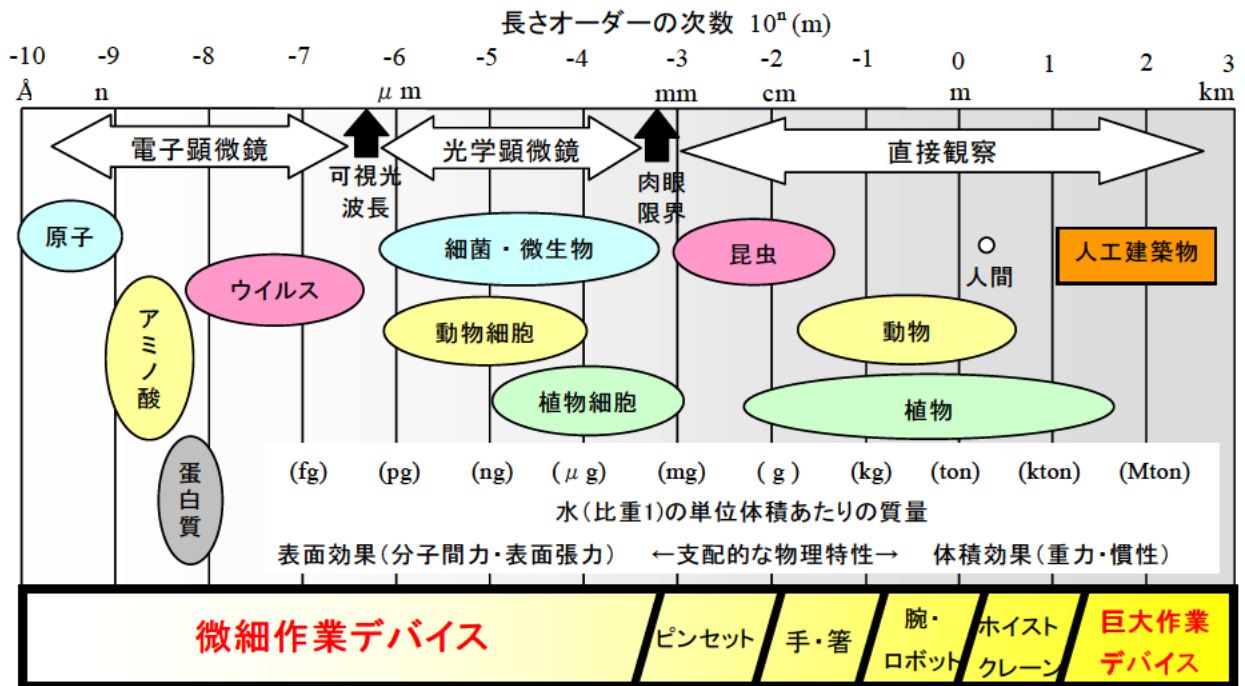 長さオーダーの次数 10ⁿ (m)
-10 -9 -8 -7 -6 -5 -4 -3 -2 -1 0 1 2 3
Å n μm mm cm m km
電子顕微鏡
光学顕微鏡
直接観察
可視光
波長
肉眼
限界
原子
細菌・微生物
昆虫
人間
人工建築物
ウイルス
アミノ酸
動物細胞
動物
植物細胞
植物
蛋白質
(fg) (pg) (ng) (μg) (mg) (g) (kg) (ton) (kton) (Mton)
水(比重1)の単位体積あたりの質量
表面効果(分子間力・表面張力) ←支配的な物理特性→ 体積効果(重力・慣性)
微細作業デバイス
ピンセット
手・箸
腕・
ロボット
ホイスト
クレーン
巨大作業
デバイス